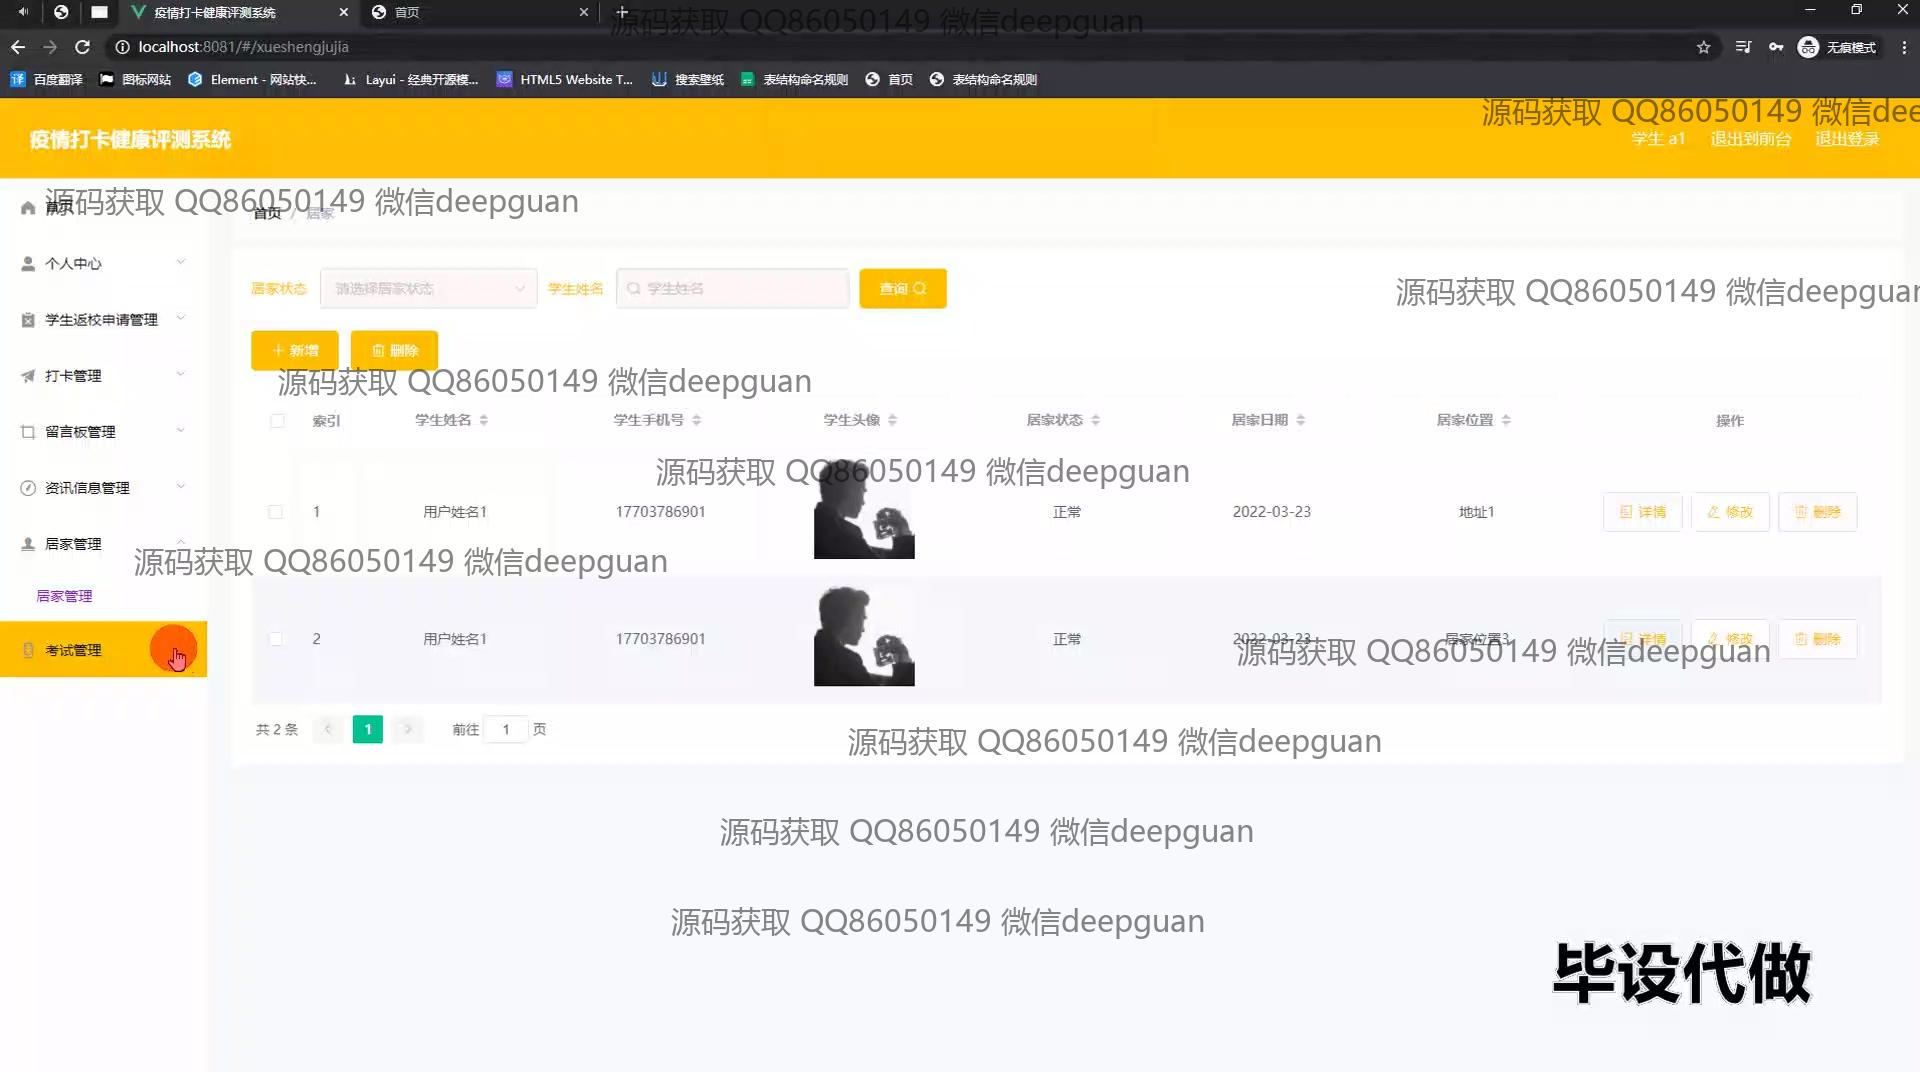 疫情打卡健康评测系统
首页
源码获取 QQ86050149 微信deepguan
localhost:8081/#/xueshengjujia
无痕模式
百度翻译
图标网站
Element - 网站快...
Layui - 经典开源模...
HTML5 Website T...
搜索壁纸
表结构命名规则
首页
表结构命名规则
源码获取 QQ86050149 微信dee
疫情打卡健康评测系统
学生 a1
退出到前台
退出登录
源码获取 QQ86050149 微信deepguan
首页
首页 / 居家
个人中心
居家状态
请选择居家状态
学生姓名
学生姓名
查询
源码获取 QQ86050149 微信deepguan
学生返校申请管理
新增
删除
源码获取 QQ86050149 微信deepguan
打卡管理
索引
学生姓名
学生手机号
学生头像
居家状态
居家日期
居家位置
操作
留言板管理
源码获取 QQ86050149 微信deepguan
资讯信息管理
1
用户姓名1
17703786901
正常
2022-03-23
地址1
详情
修改
删除
居家管理
源码获取 QQ86050149 微信deepguan
居家管理
考试管理
2
用户姓名1
17703786901
正常
2022-03-23
居家位置3
详情
修改
删除
源码获取 QQ86050149 微信deepguan
共 2 条
1
前往
1
页
源码获取 QQ86050149 微信deepguan
源码获取 QQ86050149 微信deepguan
源码获取 QQ86050149 微信deepguan
毕设代做